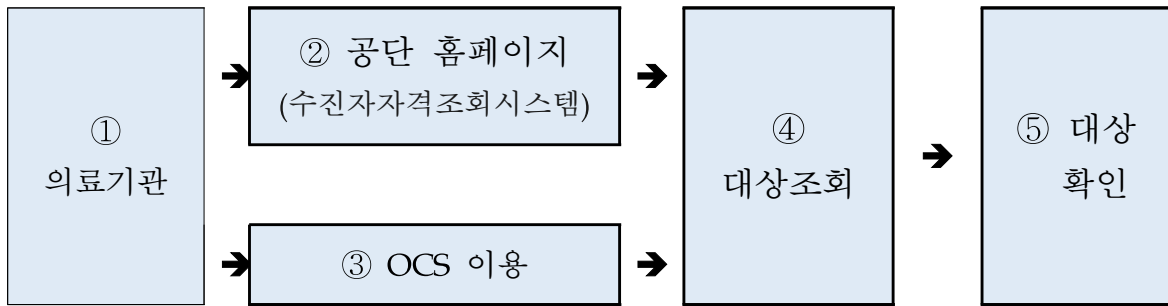 ①
의료기관
② 공단 홈페이지
(수진자자격조회시스템)
③ OCS 이용
④
대상조회
⑤ 대상
확인